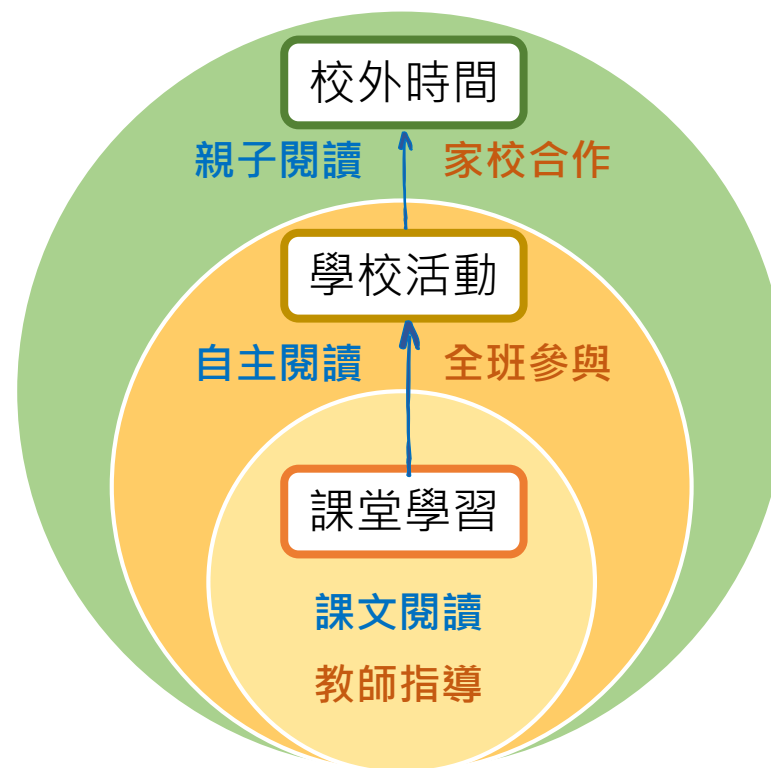 校外時間
親子閱讀 家校合作
學校活動
自主閱讀 全班參與
課堂學習
課文閱讀
教師指導